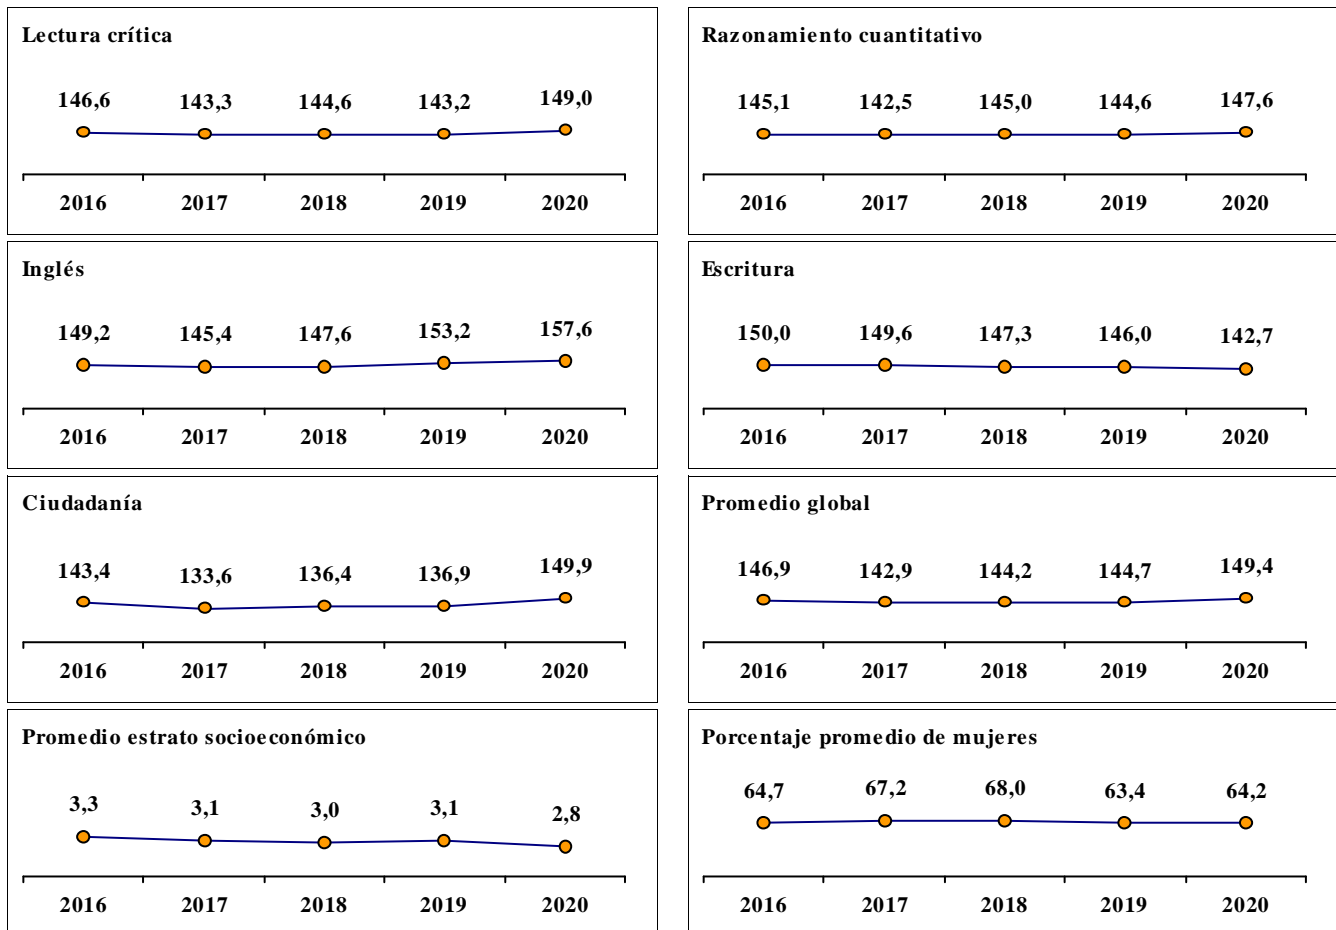 Lectura crítica
146,6 143,3 144,6 143,2 149,0
2016 2017 2018 2019 2020
Razonamiento cuantitativo
145,1 142,5 145,0 144,6 147,6
2016 2017 2018 2019 2020
Inglés
149,2 145,4 147,6 153,2 157,6
2016 2017 2018 2019 2020
Escritura
150,0 149,6 147,3 146,0 142,7
2016 2017 2018 2019 2020
Ciudadanía
143,4 133,6 136,4 136,9 149,9
2016 2017 2018 2019 2020
Promedio global
146,9 142,9 144,2 144,7 149,4
2016 2017 2018 2019 2020
Promedio estrato socioeconómico
3,3 3,1 3,0 3,1 2,8
2016 2017 2018 2019 2020
Porcentaje promedio de mujeres
64,7 67,2 68,0 63,4 64,2
2016 2017 2018 2019 2020